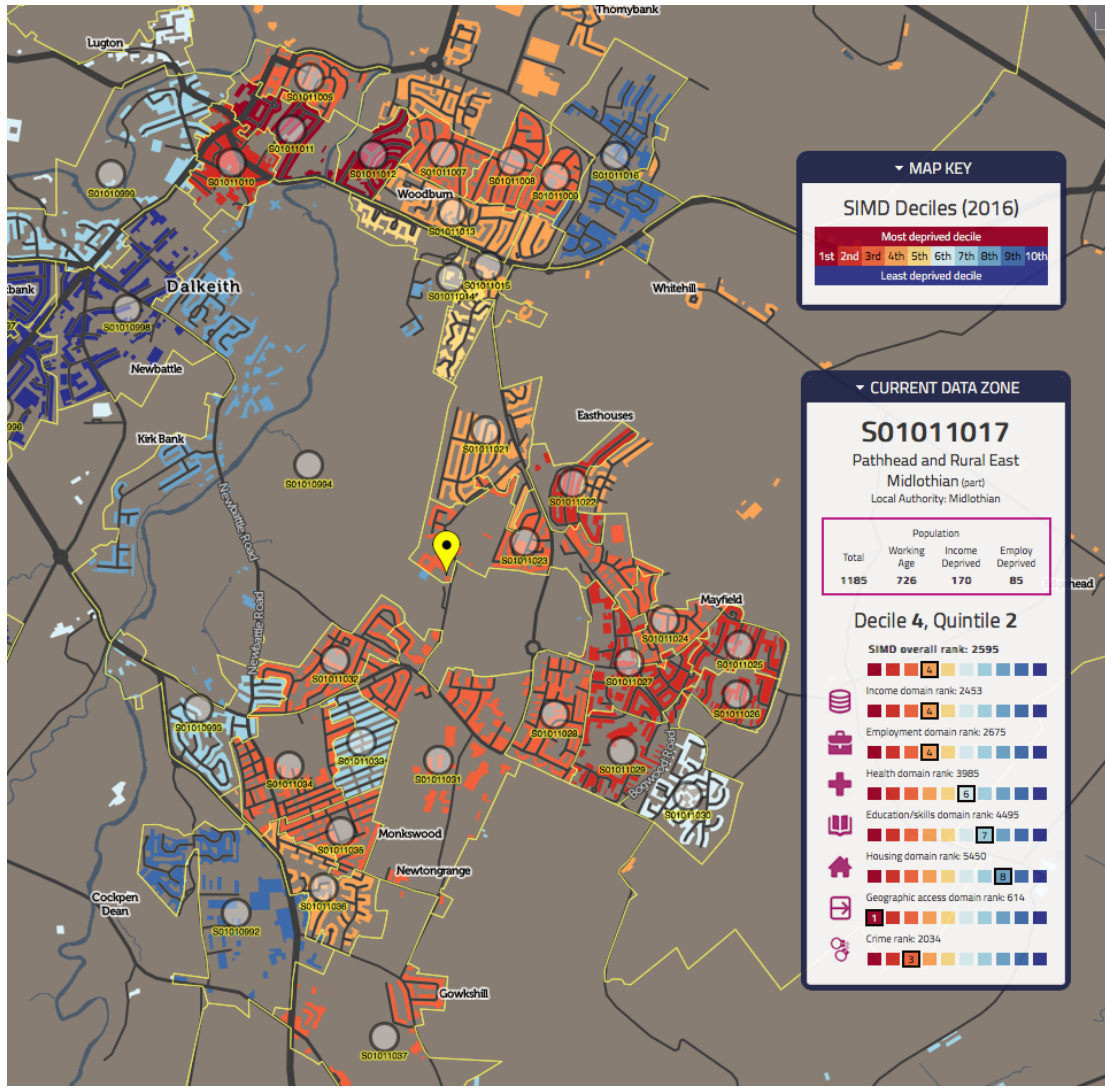 Thornybank
Lugton
S01011005
S01011011
S01011012
S01011007
S01011008
S01011009
S01011016
S01011010
S01010999
Woodburn
S01011013
S01011015
S01011014
Whitehill
Dalkeith
S01010998
Newbattle
Easthouses
Kirk Bank
S01011021
S01010994
S01011022
Newbattle Road
S01011023
Mayfield
S01011024
S01011025
S01011032
Newbattle Road
S01011027
S01011026
S01010993
S01011028
S01011033
Bogwood Road
S01011034
S01011031
S01011029
S01011030
S01011035
Monkswood
Newtongrange
S01011036
Cockpen
Dean
S01010992
Gowkshill
S01011037
MAP KEY
SIMD Deciles (2016)
Most deprived decile
1st 2nd 3rd 4th 5th 6th 7th 8th 9th 10th
Least deprived decile
CURRENT DATA ZONE
S01011017
Pathhead and Rural East
Midlothian (part)
Local Authority: Midlothian
Population
Total Working Age Income Deprived Employ Deprived
1185 726 170 85
Decile 4, Quintile 2
SIMD overall rank: 2595
4
Income domain rank: 2453
4
Employment domain rank: 2675
4
Health domain rank: 3985
6
Education/skills domain rank: 4495
7
Housing domain rank: 5450
8
Geographic access domain rank: 614
1
Crime rank: 2034
3